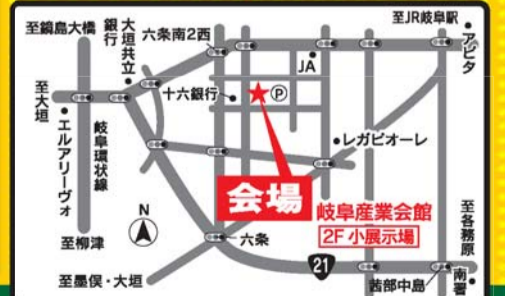 至鏡島大橋
大垣共立銀行
六条南2西
至JR岐阜駅
アピタ
JA
十六銀行
P
至大垣
エルアリーヴォ
岐阜環状線
レガビオーレ
会場
岐阜産業会館
2F 小展示場
N
至柳津
六条
21
至墨俣・大垣
至各務原
南署
茜部中島